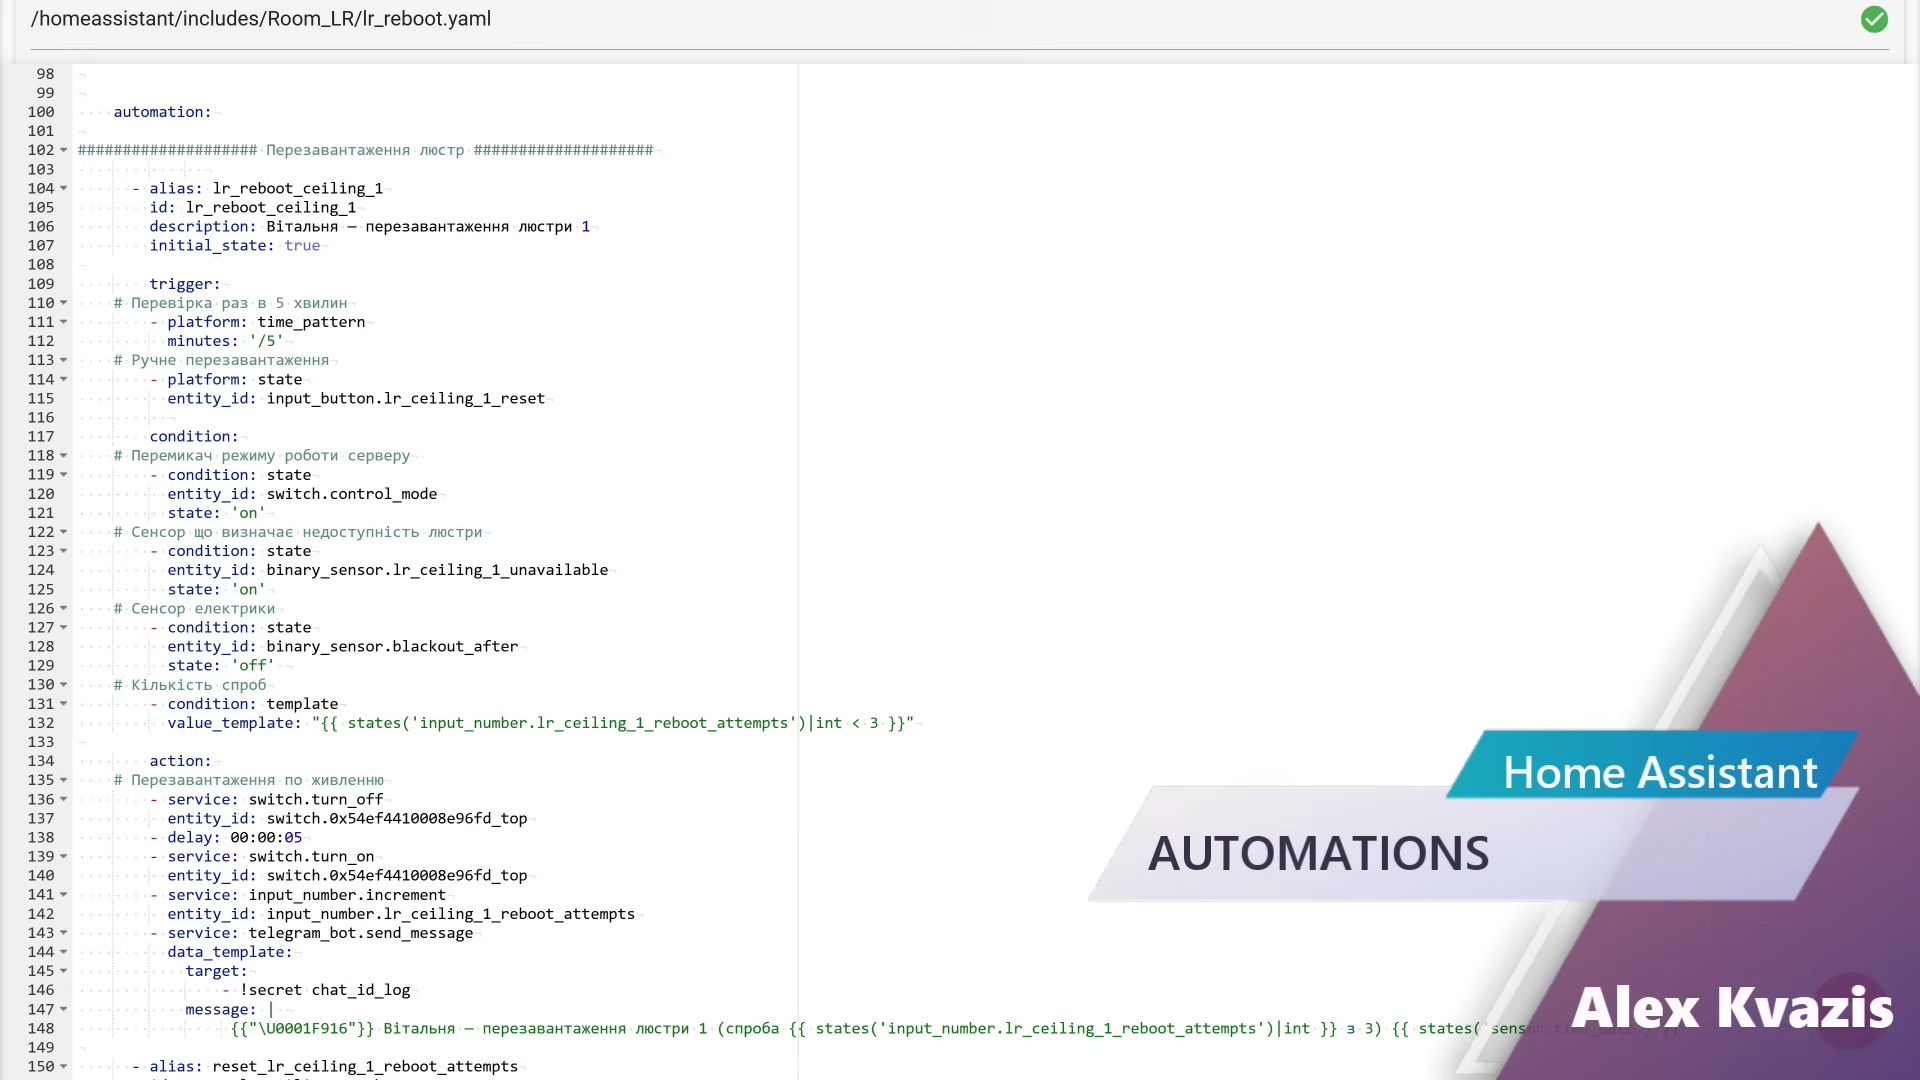 /homeassistant/includes/Room_LR/lr_reboot.yaml
98
99
100 automation:
101
102 #################### Перезавантаження люстр ####################
103
104 - alias: lr_reboot_ceiling_1
105 id: lr_reboot_ceiling_1
106 description: Вітальня — перезавантаження люстри 1
107 initial_state: true
108
109 trigger:
110 # Перевірка раз в 5 хвилин
111 - platform: time_pattern
112 minutes: '/5'
113 # Ручне перезавантаження
114 - platform: state
115 entity_id: input_button.lr_ceiling_1_reset
116
117 condition:
118 # Перемикач режиму роботи серверу
119 - condition: state
120 entity_id: switch.control_mode
121 state: 'on'
122 # Сенсор що визначає недоступність люстри
123 - condition: state
124 entity_id: binary_sensor.lr_ceiling_1_unavailable
125 state: 'on'
126 # Сенсор електрики
127 - condition: state
128 entity_id: binary_sensor.blackout_after
129 state: 'off'
130 # Кількість спроб
131 - condition: template
132 value_template: "{{ states('input_number.lr_ceiling_1_reboot_attempts')|int < 3 }}"
133
134 action:
135 # Перезавантаження по живленню
136 - service: switch.turn_off
137 entity_id: switch.0x54ef4410008e96fd_top
138 - delay: 00:00:05
139 - service: switch.turn_on
140 entity_id: switch.0x54ef4410008e96fd_top
141 - service: input_number.increment
142 entity_id: input_number.lr_ceiling_1_reboot_attempts
143 - service: telegram_bot.send_message
144 data_template:
145 target:
146 - !secret chat_id_log
147 message: |
148 {{"\U0001F916"}} Вітальня — перезавантаження люстри 1 (спроба {{ states('input_number.lr_ceiling_1_reboot_attempts')|int }} з 3) {{ states('sensor
149
150 - alias: reset_lr_ceiling_1_reboot_attempts
Home Assistant
AUTOMATIONS
Alex Kvazis